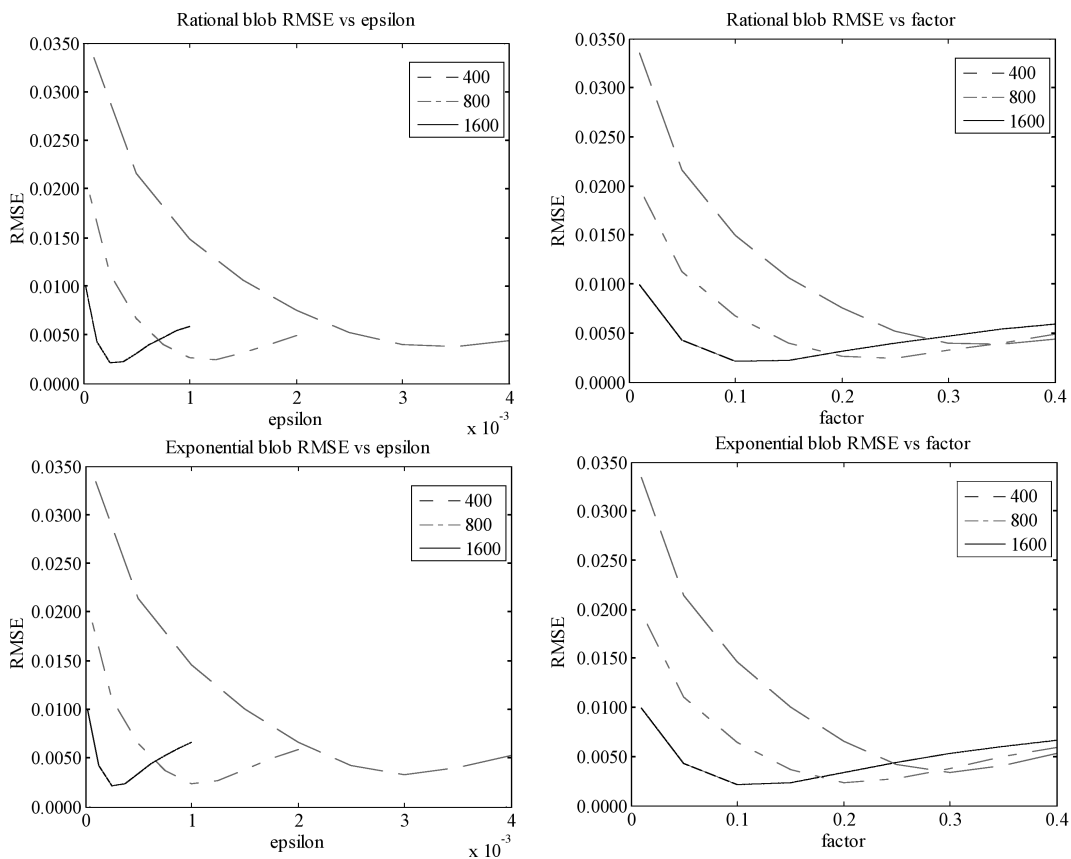 Rational blob RMSE vs epsilon
0.0350
0.0300
0.0250
0.0200
0.0150
0.0100
0.0050
0.0000
RMSE
400
800
1600
0 1 2 3 4
epsilon
x 10^-3
Rational blob RMSE vs factor
0.0350
0.0300
0.0250
0.0200
0.0150
0.0100
0.0050
0.0000
RMSE
400
800
1600
0 0.1 0.2 0.3 0.4
factor
Exponential blob RMSE vs epsilon
0.0350
0.0300
0.0250
0.0200
0.0150
0.0100
0.0050
0.0000
RMSE
400
800
1600
0 1 2 3 4
epsilon
x 10^-3
Exponential blob RMSE vs factor
0.0350
0.0300
0.0250
0.0200
0.0150
0.0100
0.0050
0.0000
RMSE
400
800
1600
0 0.1 0.2 0.3 0.4
factor